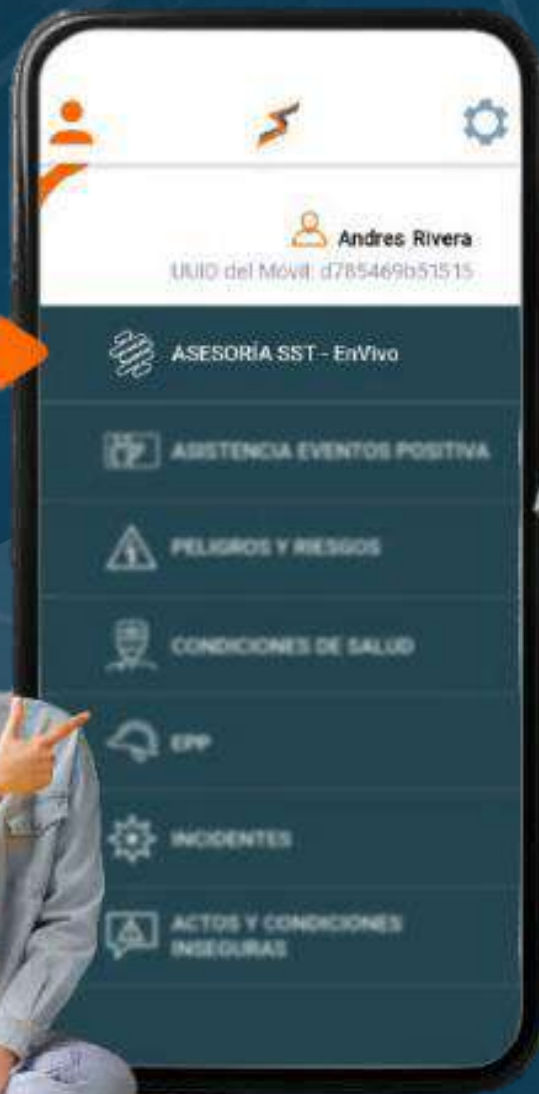 Andres Rivera
UUID del Móvil: d785469b51515
ASESORÍA SST - EnVivo
ASISTENCIA EVENTOS POSITIVA
PELIGROS Y RIESGOS
CONDICIONES DE SALUD
EPP
INCIDENTES
ACTOS Y CONDICIONES
INSEGURAS